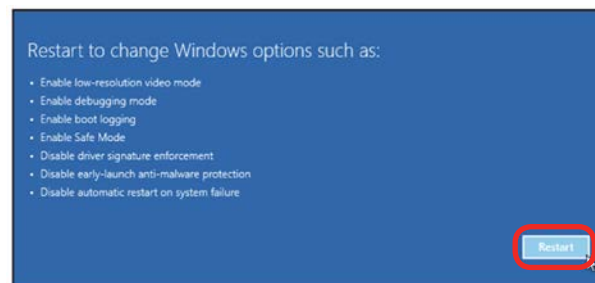 Restart to change Windows options such as:
• Enable low-resolution video mode
• Enable debugging mode
• Enable boot logging
• Enable Safe Mode
• Disable driver signature enforcement
• Disable early-launch anti-malware protection
• Disable automatic restart on system failure
Restart